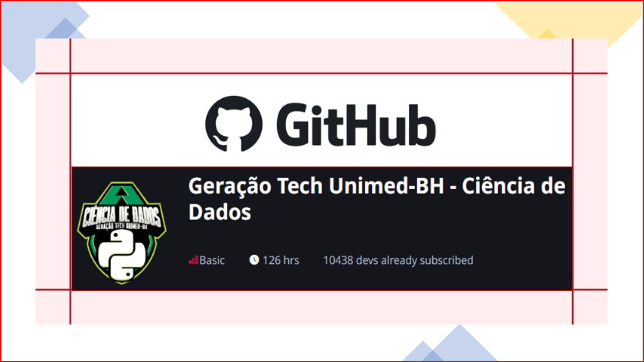 GitHub
Geração Tech Unimed-BH - Ciência de
Dados
CIÊNCIA DE DADOS
GERAÇÃO TECH UNIMED-BH
Basic
126 hrs
10438 devs already subscribed